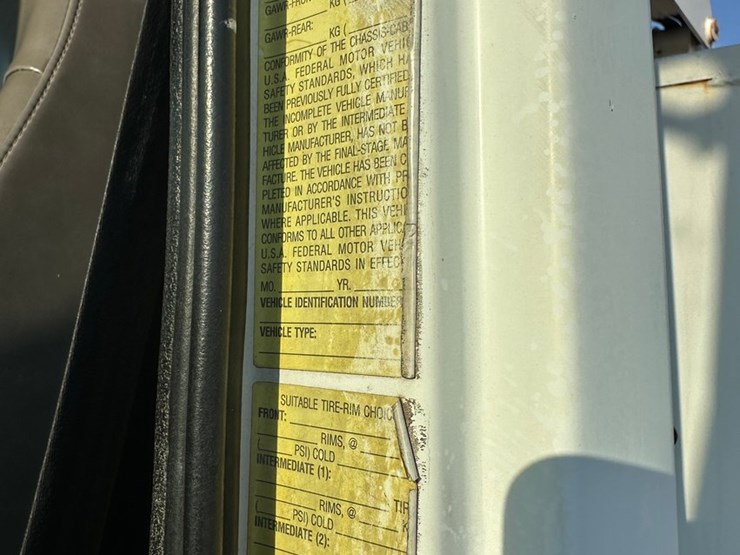 GAWR-FRONT KG (
GAWR-REAR: KG (
CONFORMITY OF THE CHASSIS-CAB
U.S.A. FEDERAL MOTOR VEHI
SAFETY STANDARDS, WHICH HA
BEEN PREVIOUSLY FULLY CERTIFIED
THE INCOMPLETE VEHICLE MANUF
TURER OR BY THE INTERMEDIATE
HICLE MANUFACTURER, HAS NOT B
AFFECTED BY THE FINAL-STAGE MA
FACTURE. THE VEHICLE HAS BEEN C
PLETED IN ACCORDANCE WITH PR
MANUFACTURER'S INSTRUCTIO
WHERE APPLICABLE. THIS VEHI
CONFORMS TO ALL OTHER APPLIC
U.S.A. FEDERAL MOTOR VEH
SAFETY STANDARDS IN EFFEC
MO. YR.
VEHICLE IDENTIFICATION NUMBER
VEHICLE TYPE:
SUITABLE TIRE-RIM CHOIC
FRONT:
RIMS, @
PSI) COLD
INTERMEDIATE (1):
TIR
RIMS, @
PSI) COLD K
INTERMEDIATE (2):